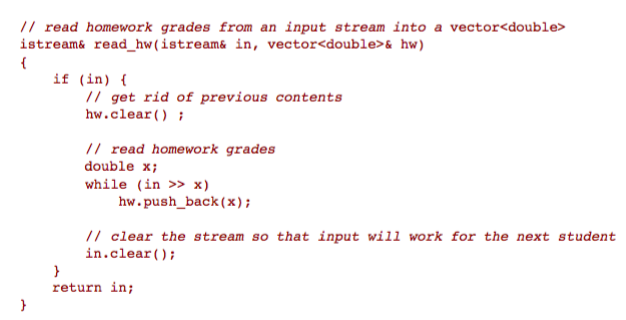 // read homework grades from an input stream into a vector<double>
istream& read_hw(istream& in, vector<double>& hw)
{
    if (in) {
        // get rid of previous contents
        hw.clear() ;

        // read homework grades
        double x;
        while (in >> x)
            hw.push_back(x);

        // clear the stream so that input will work for the next student
        in.clear();
    }
    return in;
}